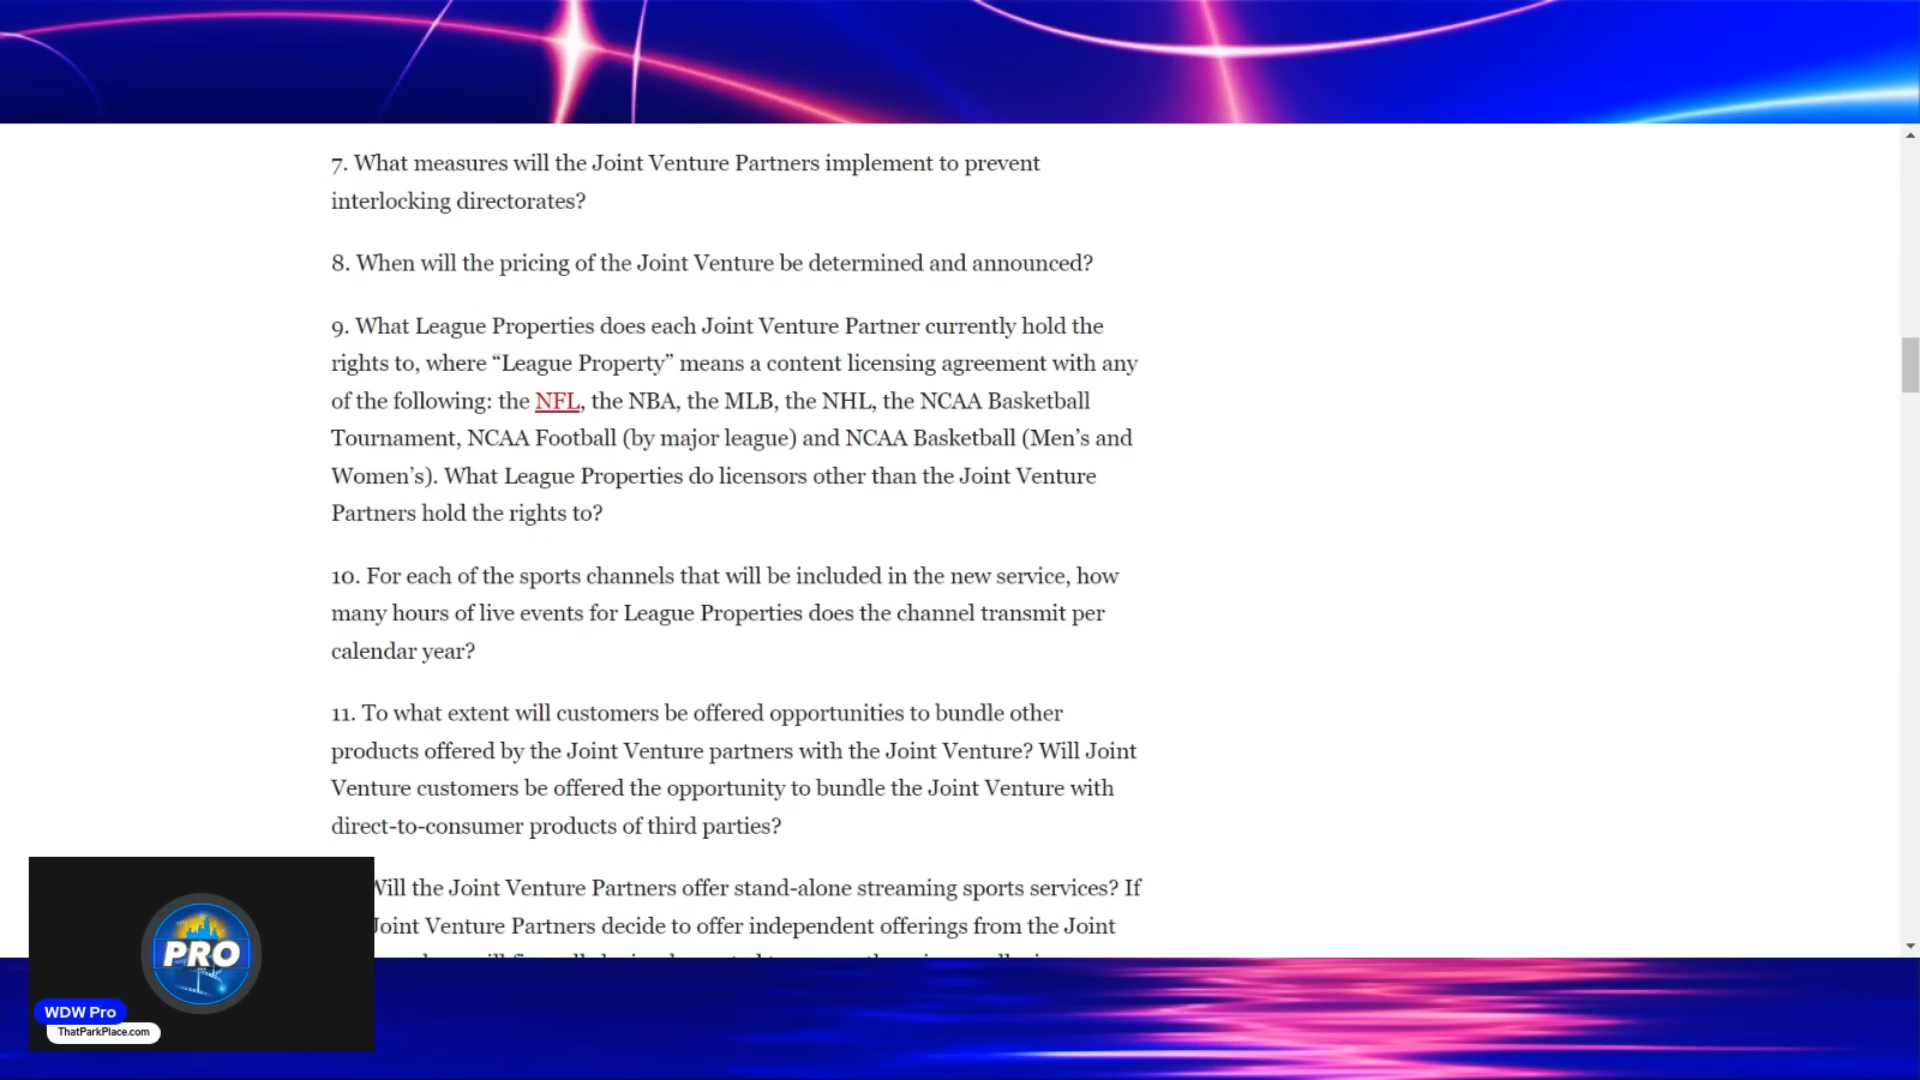 7. What measures will the Joint Venture Partners implement to prevent
interlocking directorates?
8. When will the pricing of the Joint Venture be determined and announced?
9. What League Properties does each Joint Venture Partner currently hold the
rights to, where “League Property” means a content licensing agreement with any
of the following: the NFL, the NBA, the MLB, the NHL, the NCAA Basketball
Tournament, NCAA Football (by major league) and NCAA Basketball (Men’s and
Women’s). What League Properties do licensors other than the Joint Venture
Partners hold the rights to?
10. For each of the sports channels that will be included in the new service, how
many hours of live events for League Properties does the channel transmit per
calendar year?
11. To what extent will customers be offered opportunities to bundle other
products offered by the Joint Venture partners with the Joint Venture? Will Joint
Venture customers be offered the opportunity to bundle the Joint Venture with
direct-to-consumer products of third parties?
Will the Joint Venture Partners offer stand-alone streaming sports services? If
Joint Venture Partners decide to offer independent offerings from the Joint
PRO
WDW Pro
ThatParkPlace.com